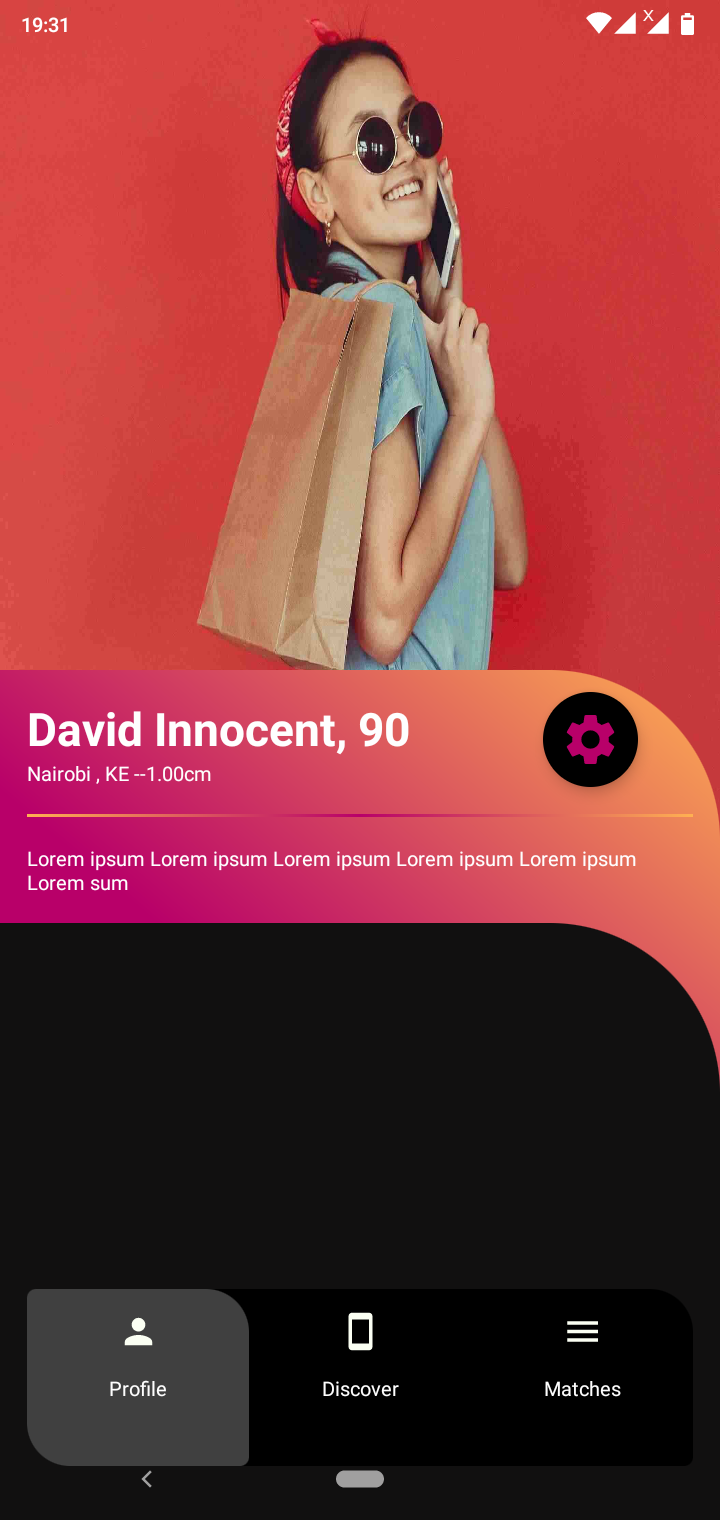 19:31
David Innocent, 90
Nairobi , KE --1.00cm
Lorem ipsum Lorem ipsum Lorem ipsum Lorem ipsum Lorem ipsum
Lorem sum
Profile
Discover
Matches